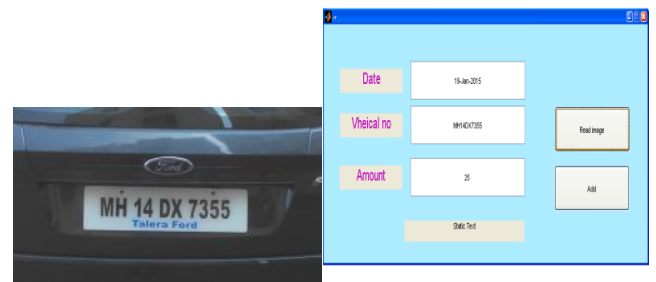 Ford
MH 14 DX 7355
Talera Ford
Date
19-Jan-2015
Vheical no
MH14DX7355
Read image
Amount
25
Add
Static Text